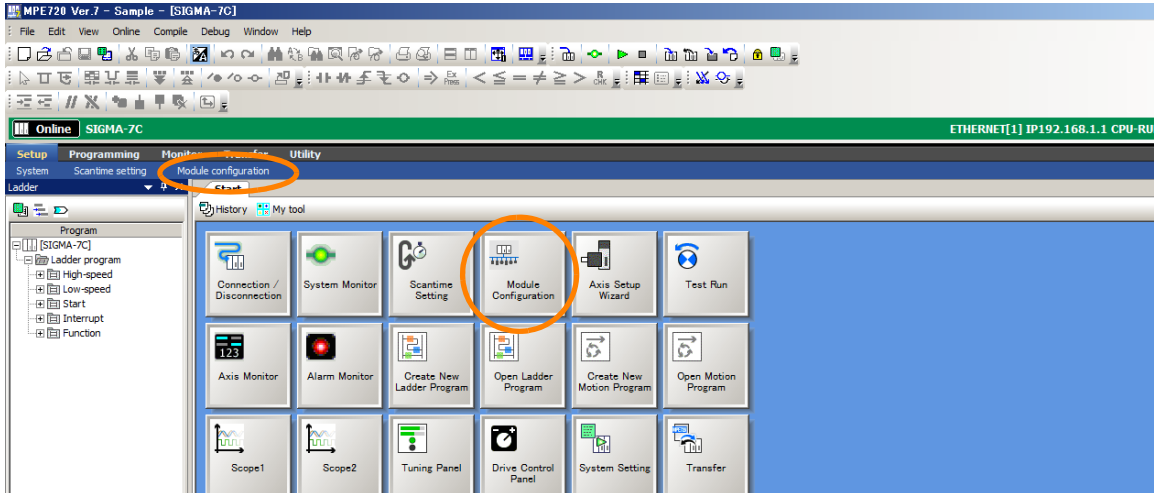 MPE720 Ver.7 - Sample - [SIGMA-7C]
File Edit View Online Compile Debug Window Help
Online SIGMA-7C ETHERNET[1] IP192.168.1.1 CPU-RU
Setup Programming Monitor Transfer Utility
System Scantime setting Module configuration
Ladder Start
History My tool
Program
[SIGMA-7C]
Ladder program
High-speed
Low-speed
Start
Interrupt
Function
Connection /
Disconnection
System Monitor
Scantime
Setting
Module
Configuration
Axis Setup
Wizard
Test Run
123
Axis Monitor
Alarm Monitor
Create New
Ladder Program
Open Ladder
Program
Create New
Motion Program
Open Motion
Program
Scope1
Scope2
Tuning Panel
Drive Control
Panel
System Setting
Transfer